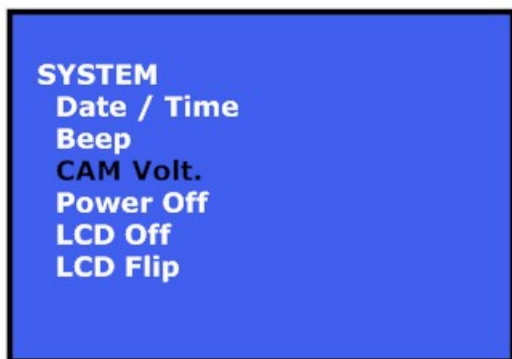 SYSTEM
Date / Time
Beep
CAM Volt.
Power Off
LCD Off
LCD Flip